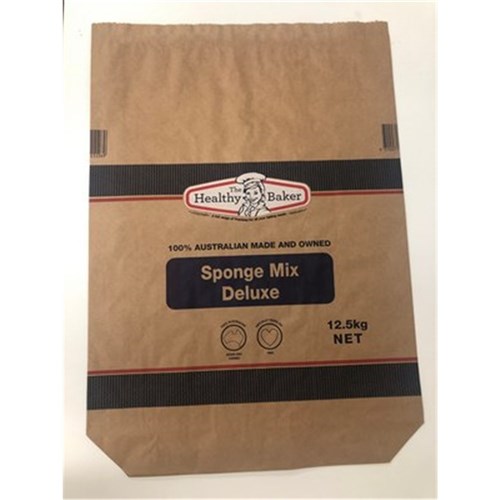 The
Healthy Baker
100% AUSTRALIAN MADE AND OWNED
Sponge Mix
Deluxe
12.5kg
NET